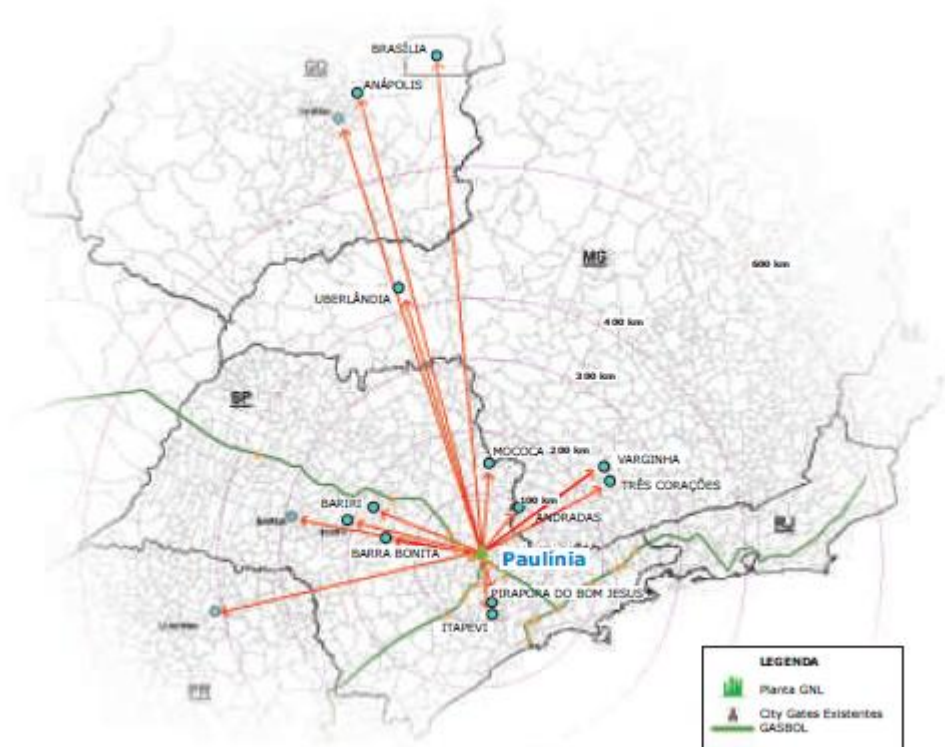 BRASÍLIA
GO
ANÁPOLIS
MG
600 km
UBERLÂNDIA
400 km
300 km
SP
MOCOCA
200 km
VARGINHA
TRÊS CORAÇÕES
BARIRI
100 km
ANDRADAS
RJ
BARRA BONITA
Paulínia
PIRAPORA DO BOM JESUS
ITAPEVI
PR
LEGENDA
Planta GNL
City Gates Existentes
GASBOL